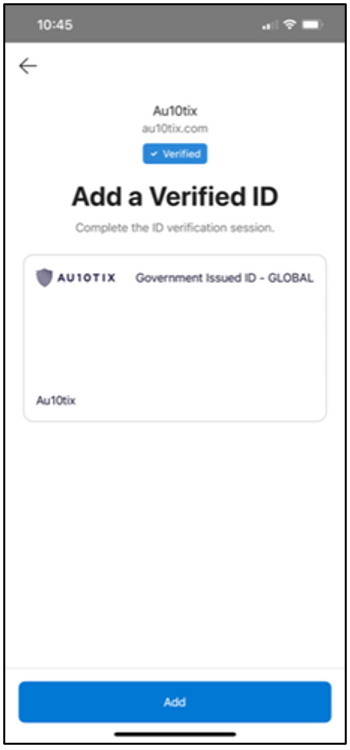 10:45
Au10tix
au10tix.com
✓ Verified
Add a Verified ID
Complete the ID verification session.
AU10TIX Government Issued ID - GLOBAL
Au10tix
Add